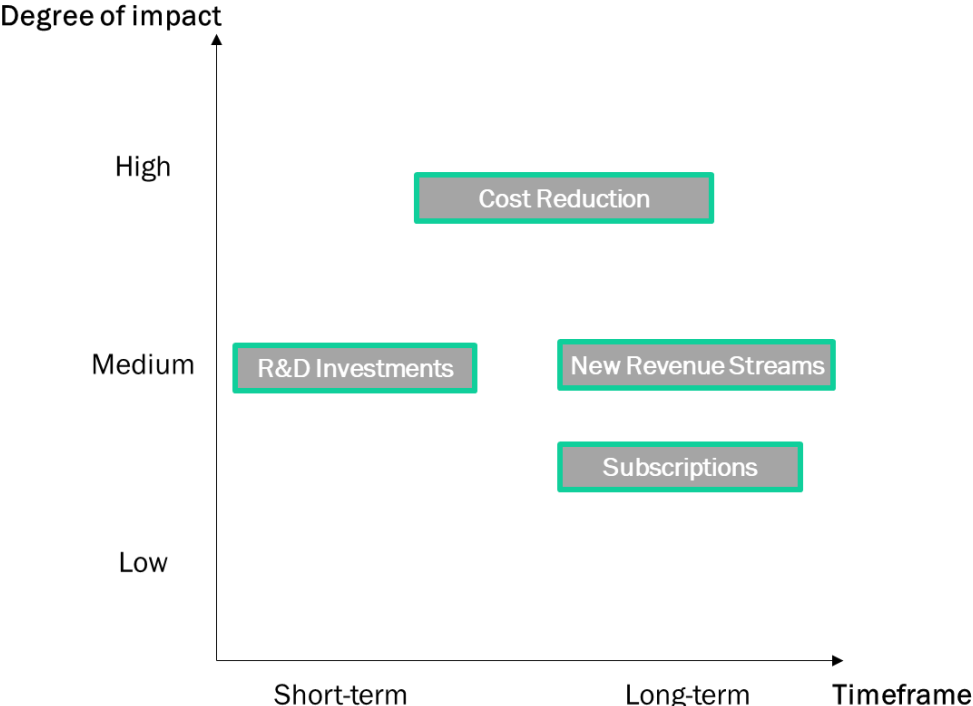 Degree of impact
High
Cost Reduction
Medium
R&D Investments
New Revenue Streams
Subscriptions
Low
Short-term
Long-term
Timeframe